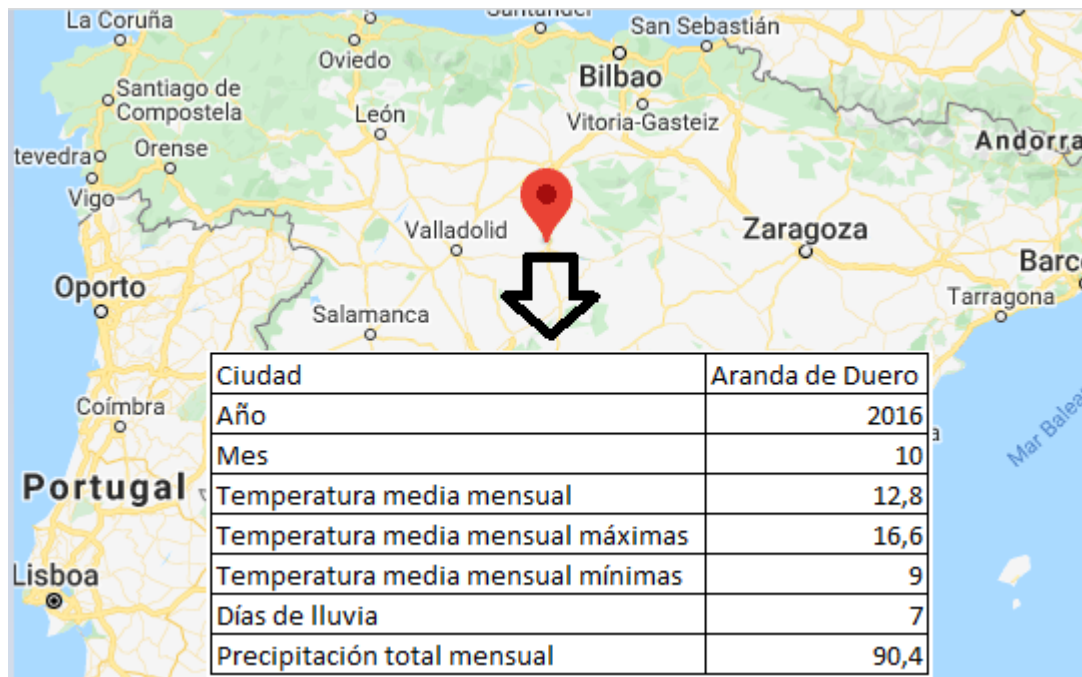 La Coruña
Santander
San Sebastián
Oviedo
Bilbao
Santiago de
Compostela
León
Vitoria-Gasteiz
Andorra
tevedra
Orense
Vigo
Valladolid
Zaragoza
Barc
Oporto
Tarragona
Salamanca
Ciudad Aranda de Duero
Coímbra
Año 2016
a
Mes 10
Mar Balea
Portugal
Temperatura media mensual 12,8
Temperatura media mensual máximas 16,6
Lisboa
Temperatura media mensual mínimas 9
Días de lluvia 7
Precipitación total mensual 90,4